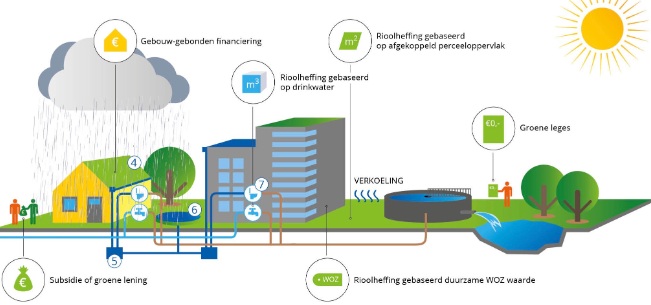 Gebouw-gebonden financiering
€
m²
Rioolheffing gebaseerd
op afgekoppeld perceeloppervlak
m³
Rioolheffing gebaseerd
op drinkwater
€0,-
Groene leges
4
7
VERKOELING
6
5
€
Subsidie of groene lening
• WOZ
Rioolheffing gebaseerd duurzame WOZ waarde